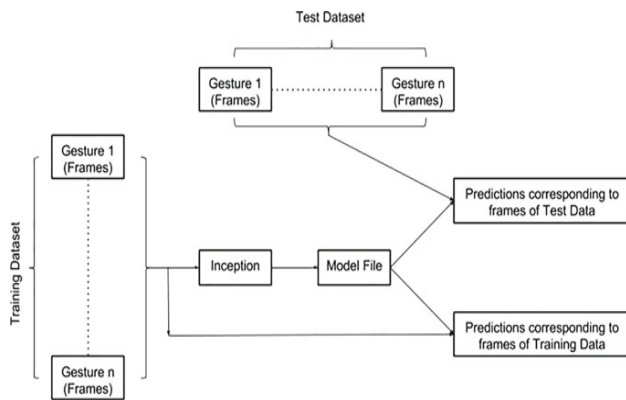 Test Dataset
Gesture 1
(Frames)
Gesture n
(Frames)
Gesture 1
(Frames)
Training Dataset
Gesture n
(Frames)
Inception
Model File
Predictions corresponding to
frames of Test Data
Predictions corresponding to
frames of Training Data